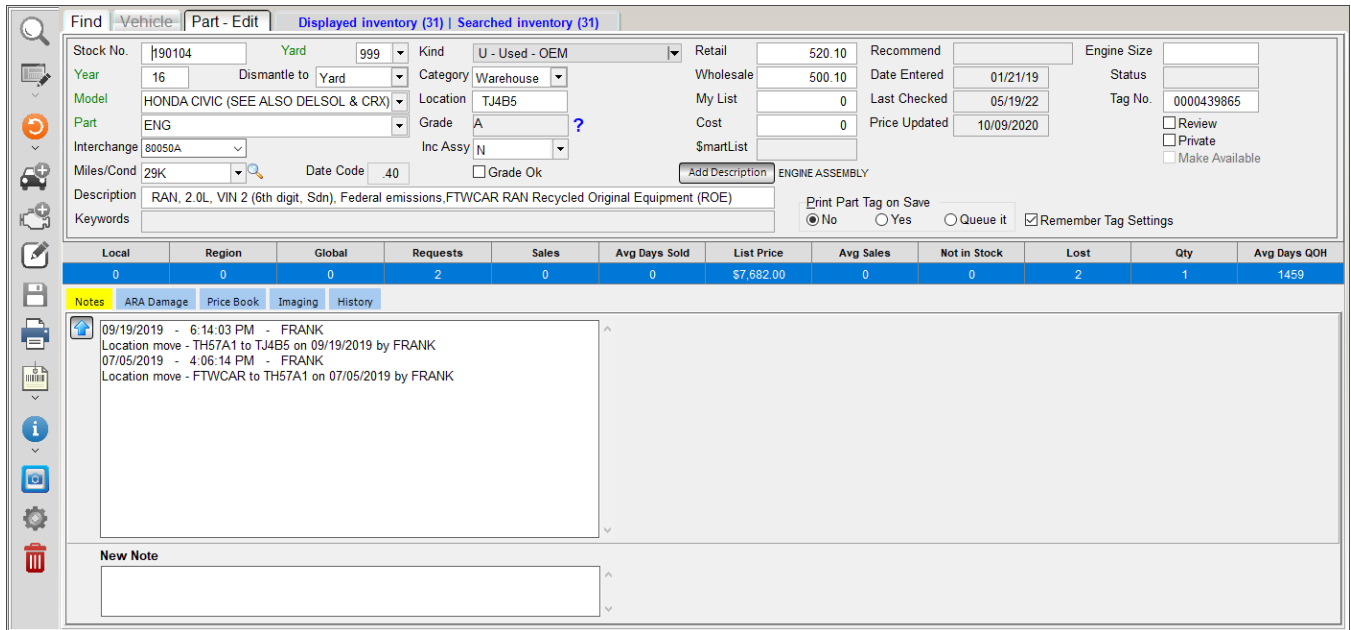 Find Vehicle Part - Edit Displayed inventory (31) | Searched inventory (31)
Stock No. 190104 Yard 999 Kind U - Used - OEM Retail 520.10 Recommend Engine Size
Year 16 Dismantle to Yard Category Warehouse Wholesale 500.10 Date Entered 01/21/19 Status
Model HONDA CIVIC (SEE ALSO DELSOL & CRX) Location TJ4B5 My List 0 Last Checked 05/19/22 Tag No. 0000439865
Part ENG Grade A ? Cost 0 Price Updated 10/09/2020 Review
Interchange 80050A Inc Assy N $martList Private
Make Available
Miles/Cond 29K Date Code .40 Grade Ok Add Description ENGINE ASSEMBLY
Description RAN, 2.0L, VIN 2 (6th digit, Sdn), Federal emissions,FTWCAR RAN Recycled Original Equipment (ROE) Print Part Tag on Save
Keywords No Yes Queue it Remember Tag Settings
Local Region Global Requests Sales Avg Days Sold List Price Avg Sales Not in Stock Lost Qty Avg Days QOH
0 0 0 2 0 0 $7,682.00 0 0 2 1 1459
Notes ARA Damage Price Book Imaging History
09/19/2019 - 6:14:03 PM - FRANK
Location move - TH57A1 to TJ4B5 on 09/19/2019 by FRANK
07/05/2019 - 4:06:14 PM - FRANK
Location move - FTWCAR to TH57A1 on 07/05/2019 by FRANK
New Note